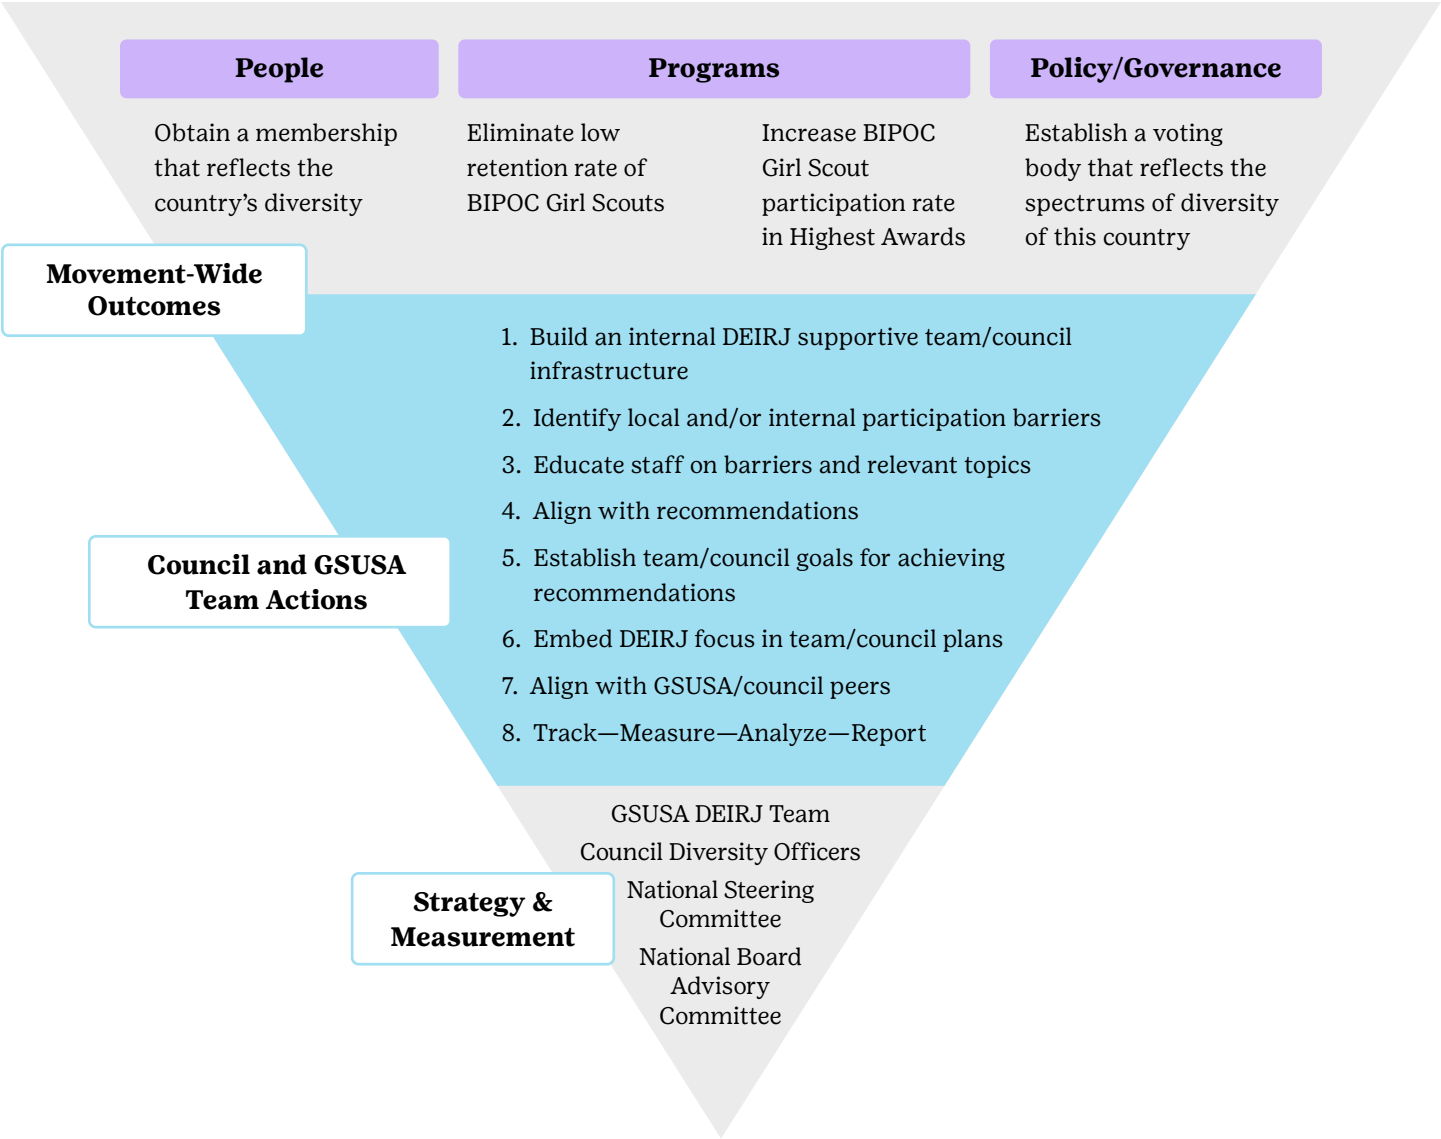 People
Programs
Policy/Governance
Obtain a membership
that reflects the
country’s diversity
Eliminate low
retention rate of
BIPOC Girl Scouts
Increase BIPOC
Girl Scout
participation rate
in Highest Awards
Establish a voting
body that reflects the
spectrums of diversity
of this country
Movement-Wide
Outcomes
1. Build an internal DEIRJ supportive team/council
infrastructure
2. Identify local and/or internal participation barriers
3. Educate staff on barriers and relevant topics
4. Align with recommendations
5. Establish team/council goals for achieving
recommendations
6. Embed DEIRJ focus in team/council plans
7. Align with GSUSA/council peers
8. Track—Measure—Analyze—Report
Council and GSUSA
Team Actions
GSUSA DEIRJ Team
Council Diversity Officers
National Steering
Committee
National Board
Advisory
Committee
Strategy &
Measurement